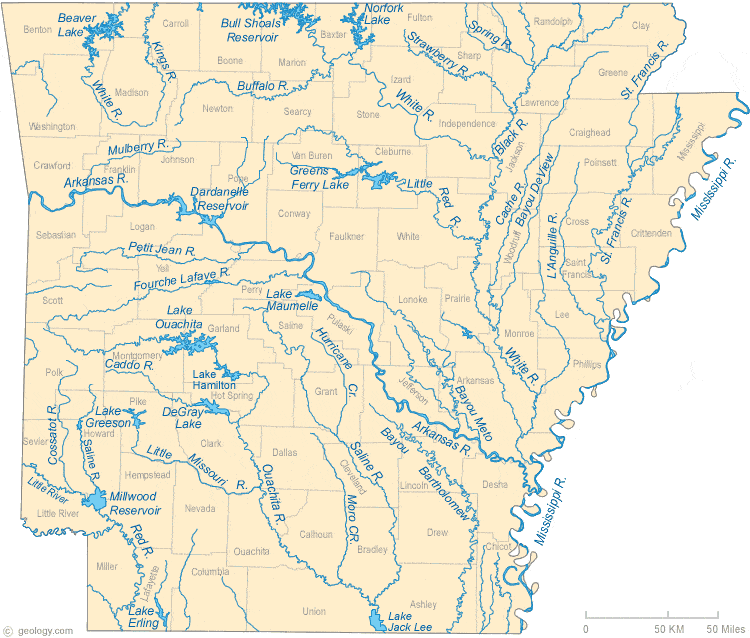 Benton
Beaver
Lake
Carroll
Bull Shoals
Reservoir
Norfork
Lake
Fulton
Spring R.
Randolph
Clay
Kings R.
Boone
Marion
Baxter
Strawberry R.
Sharp
Greene
St. Francis R.
Madison
White R.
Buffalo R.
Izard
White R.
Lawrence
Newton
Searcy
Stone
Independence
Black R.
Craighead
Mississippi
Washington
Mulberry R.
Johnson
Van Buren
Cleburne
Jackson
Poinsett
Crawford
Franklin
Arkansas R.
Pope
Greens
Ferry Lake
Little
Red
R.
Cache R.
Bayou DeView
Mississippi R.
Dardanelle
Reservoir
Conway
Faulkner
White
Woodruff
L'Anguille R.
Cross
St. Francis R.
Crittenden
Sebastian
Logan
Petit Jean R.
Yell
Saint
Francis
Scott
Fourche Lafave R.
Perry
Lake
Maumelle
Lonoke
Prairie
Lee
Lake
Ouachita
Garland
Saline
Pulaski
Monroe
Montgomery
Caddo R.
Hurricane
Cr.
White R.
Phillips
Polk
Lake
Hamilton
Hot Spring
Grant
Jefferson
Arkansas
Bayou Meto
Pike
Lake
Greeson
DeGray
Lake
Cossatot R.
Sevier
Howard
Saline R.
Clark
Dallas
Saline R.
Bayou
Bartholomew
Arkansas R.
Little
Missouri
R.
Cleveland
Lincoln
Desha
Little River
Little River
Hempstead
Millwood
Reservoir
Ouachita R.
Moro CR.
Mississippi R.
Nevada
Calhoun
Drew
Red R.
Ouachita
Bradley
Chicot
Miller
Lafayette
Columbia
Lake
Erling
Union
Lake
Jack Lee
Ashley
0
50 KM
50 Miles
© geology.com